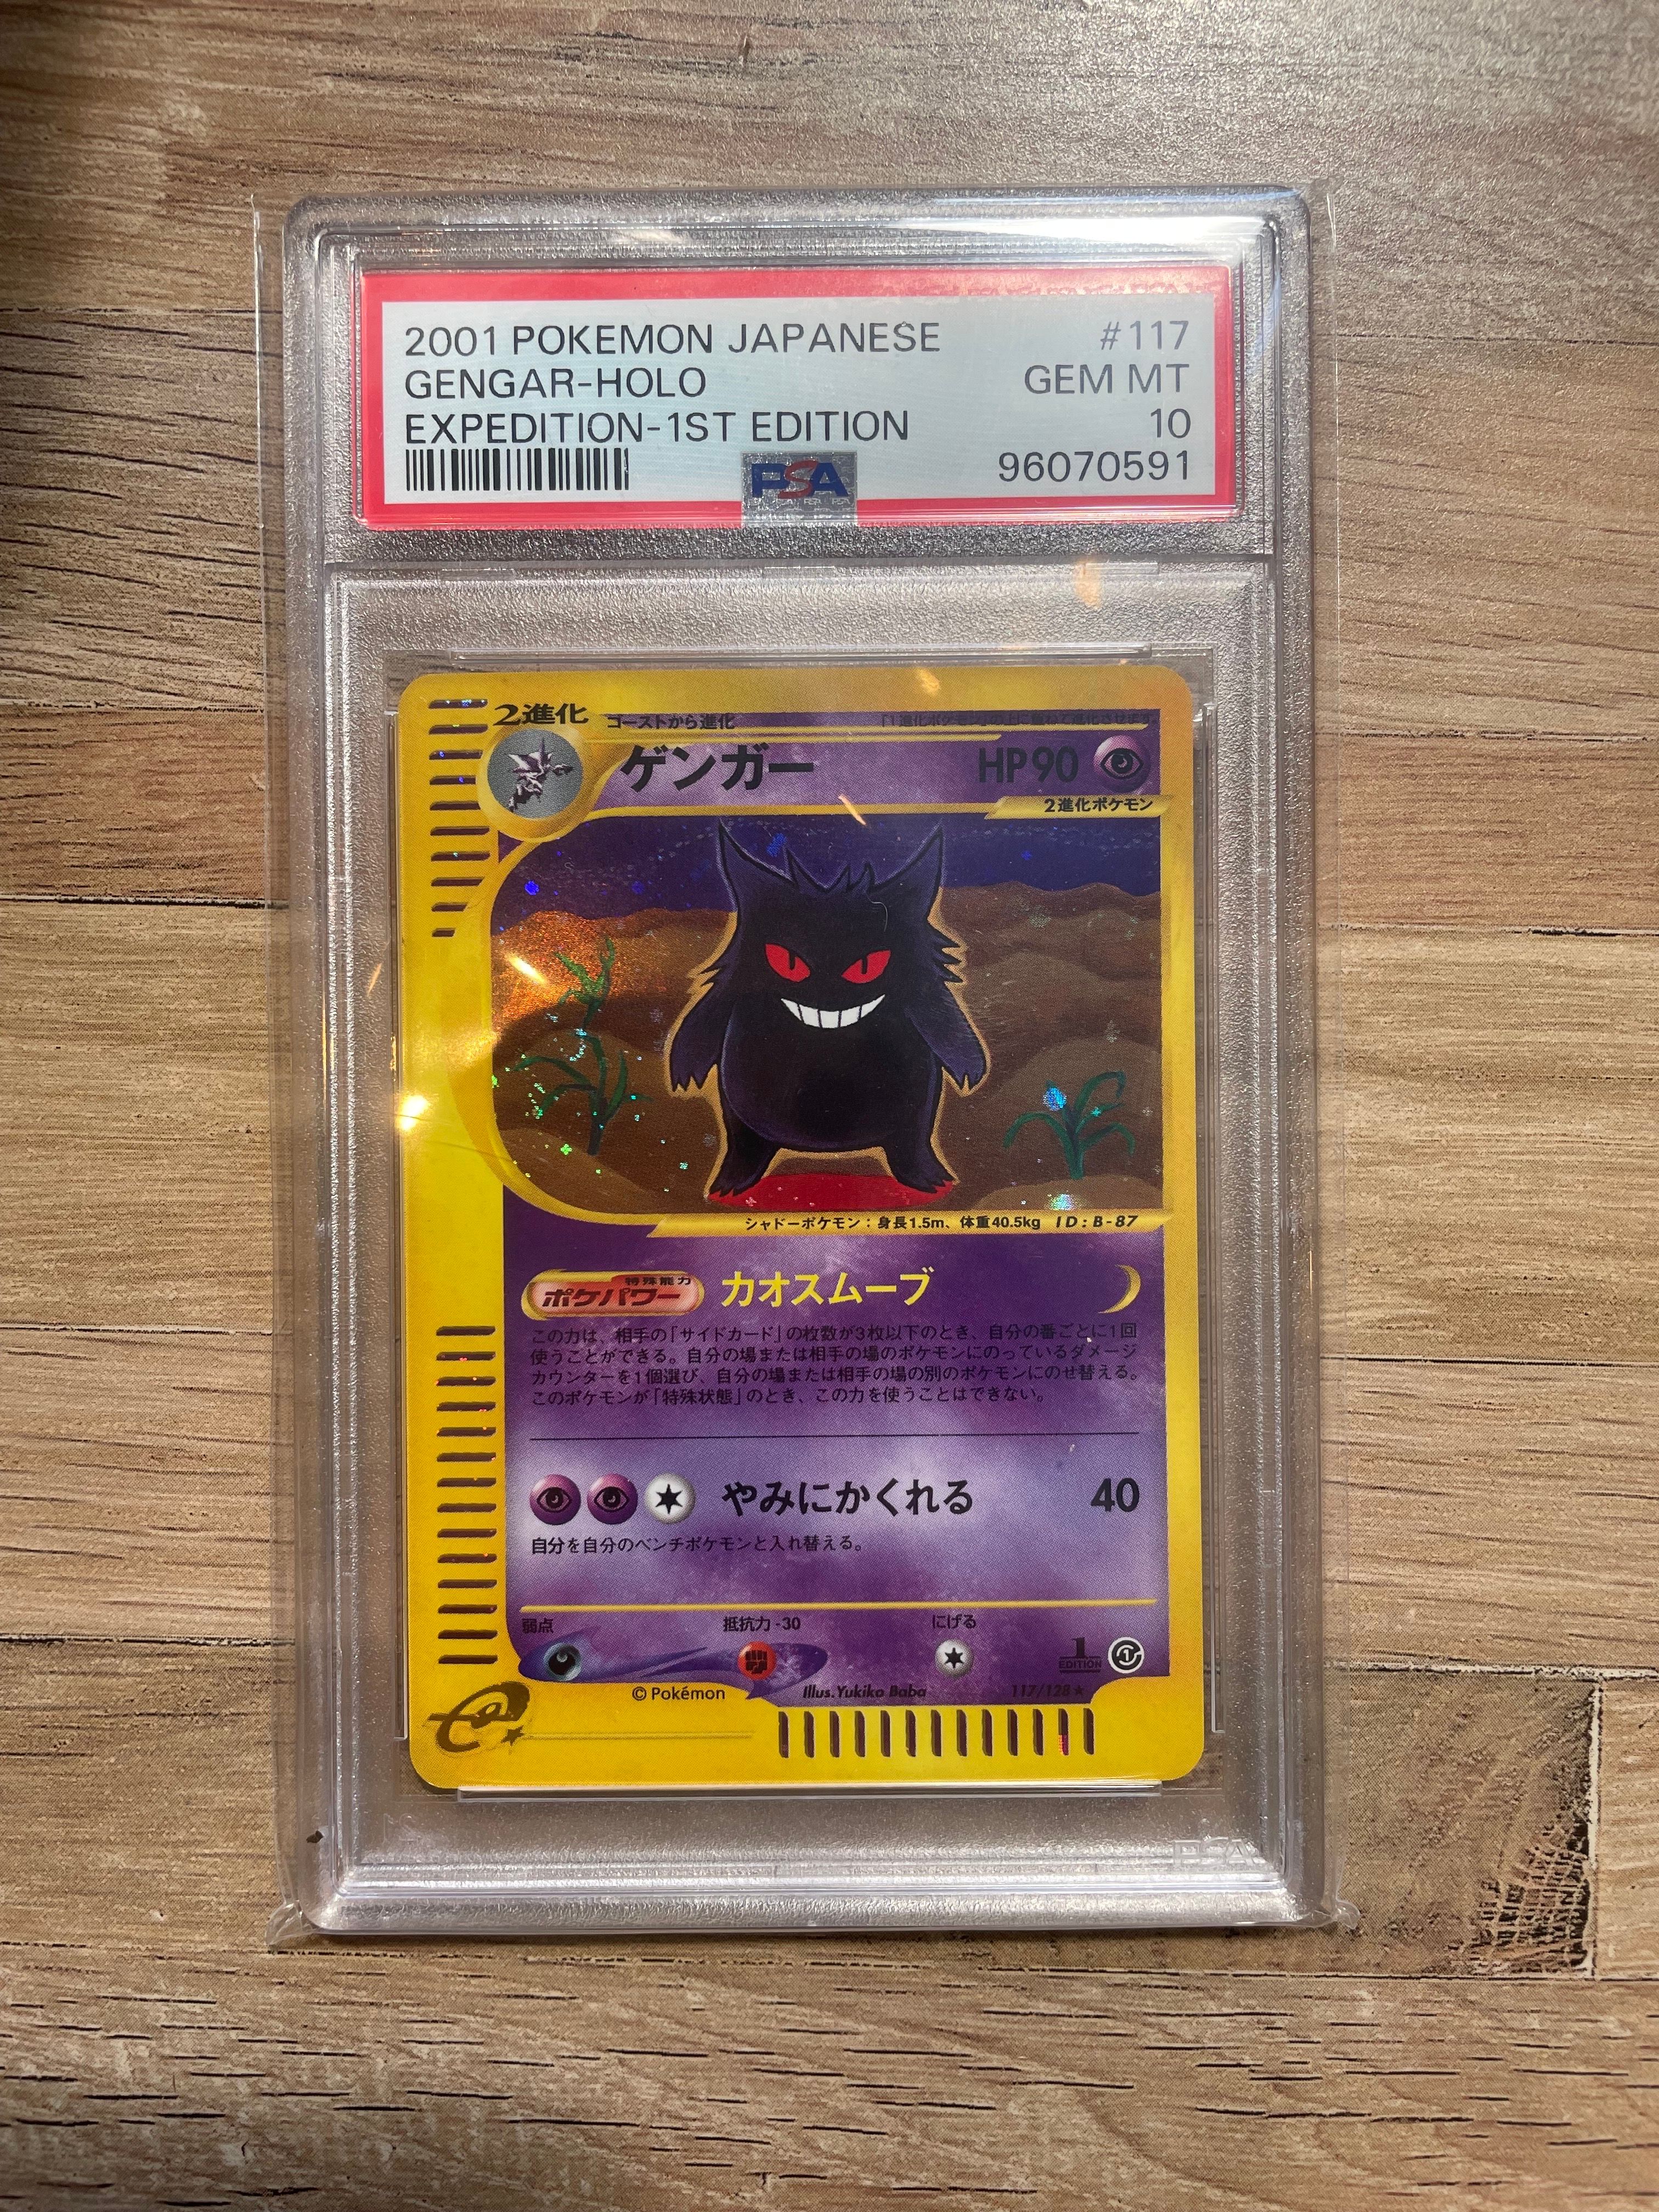 2001 POKEMON JAPANESE #117
GENGAR-HOLO GEM MT
EXPEDITION-1ST EDITION 10
96070591
PSA
2進化 ゴーストから進化
ゲンガー HP90
2進化ポケモン
シャドーポケモン：身長1.5m、体重40.5kg ID：B-87
特殊能力
ポケパワー カオスムーブ
この力は、相手の「サイドカード」の枚数が3枚以下のとき、自分の番ごとに1回
使うことができる。自分の場または相手の場のポケモンにのっているダメージ
カウンターを1個選び、自分の場または相手の場の別のポケモンにのせ替える。
このポケモンが「特殊状態」のとき、この力を使うことはできない。
やみにかくれる 40
自分を自分のベンチポケモンと入れ替える。
弱点 抵抗力 -30 にげる
1
EDITION
© Pokémon Illus.Yukiko Baba 117/128★
e